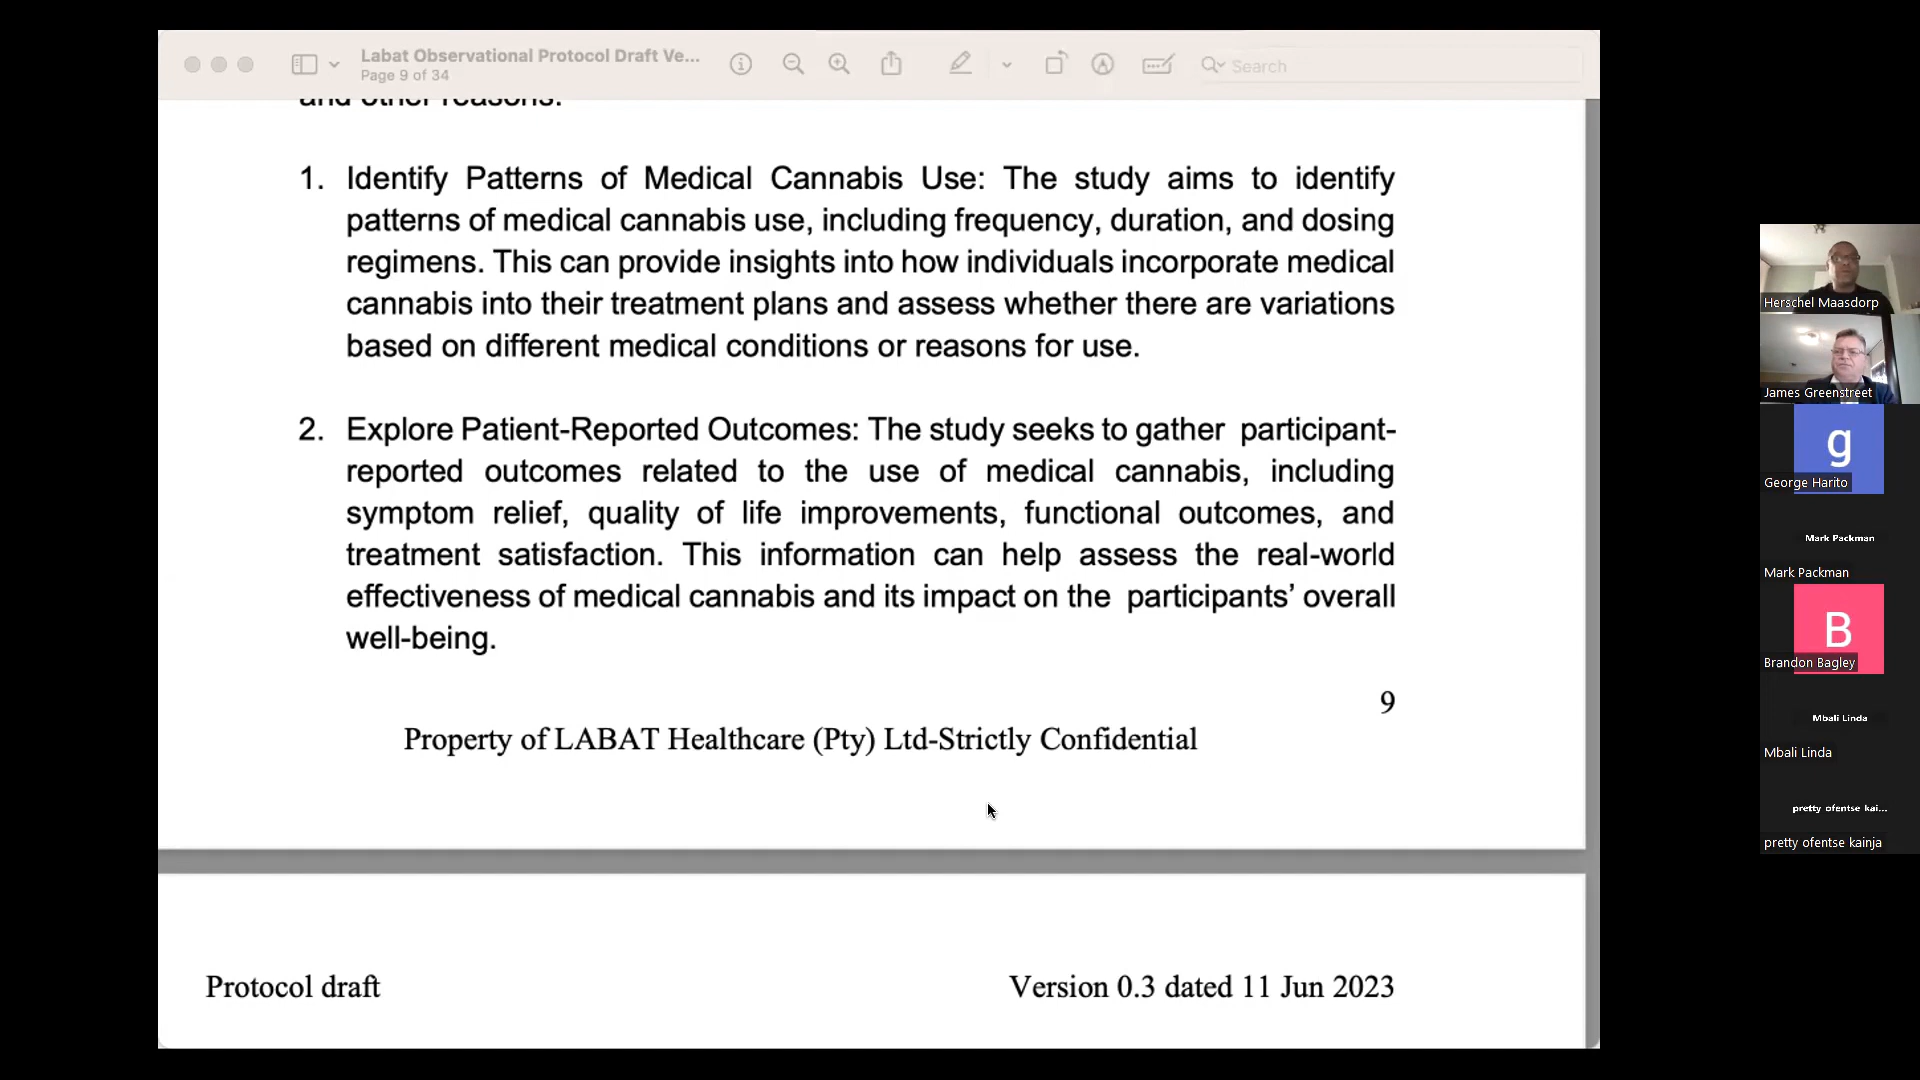 Labat Observational Protocol Draft Ve...
Page 9 of 34
Search
and other reasons.
1. Identify Patterns of Medical Cannabis Use: The study aims to identify
patterns of medical cannabis use, including frequency, duration, and dosing
regimens. This can provide insights into how individuals incorporate medical
cannabis into their treatment plans and assess whether there are variations
based on different medical conditions or reasons for use.
2. Explore Patient-Reported Outcomes: The study seeks to gather participant-
reported outcomes related to the use of medical cannabis, including
symptom relief, quality of life improvements, functional outcomes, and
treatment satisfaction. This information can help assess the real-world
effectiveness of medical cannabis and its impact on the participants’ overall
well-being.
9
Property of LABAT Healthcare (Pty) Ltd-Strictly Confidential
Protocol draft
Version 0.3 dated 11 Jun 2023
Herschel Maasdorp
James Greenstreet
g
George Harito
Mark Packman
Mark Packman
B
Brandon Bagley
Mbali Linda
Mbali Linda
pretty ofentse kai...
pretty ofentse kainja